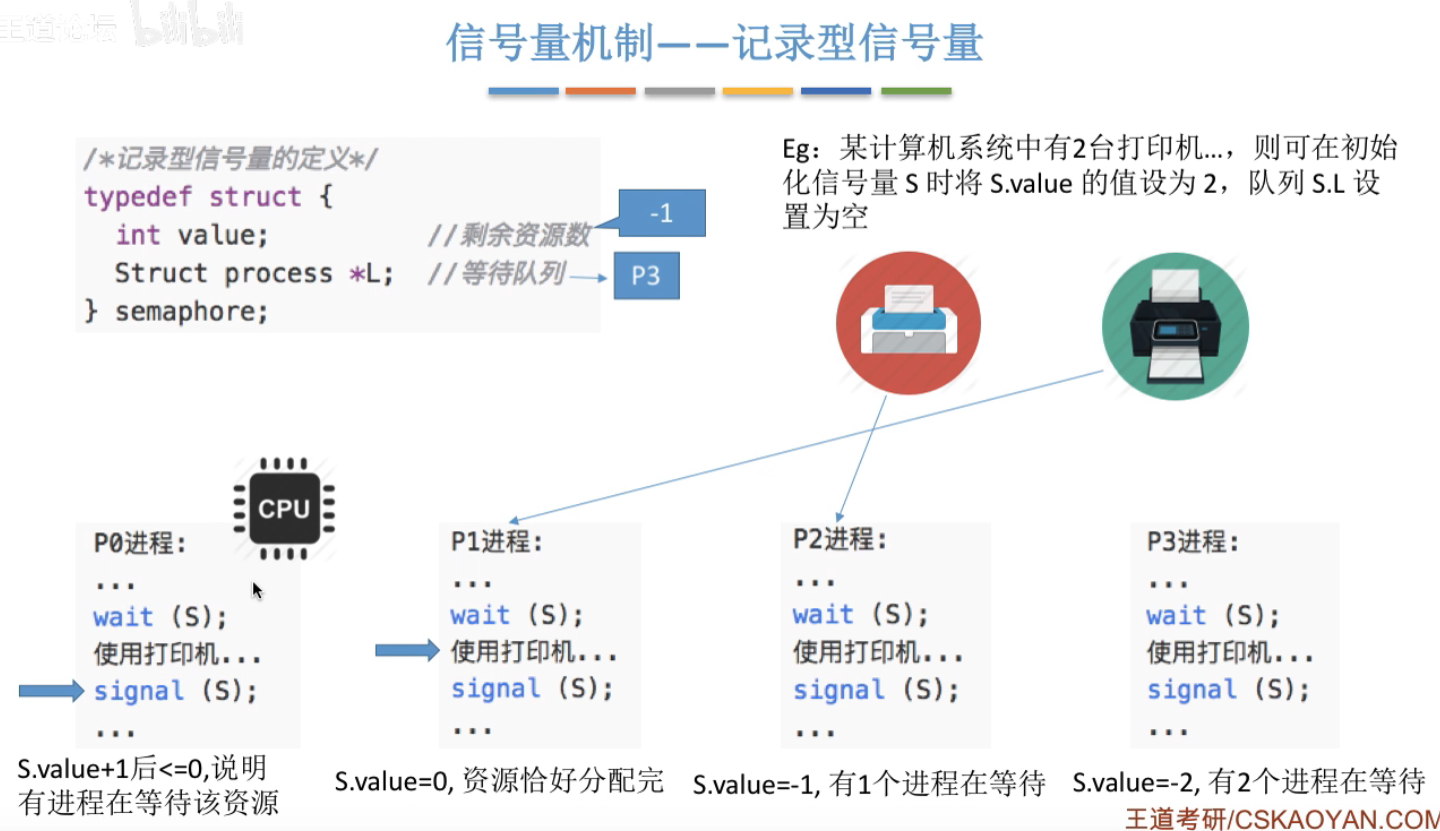 王道论坛 bilibili
信号量机制——记录型信号量
/*记录型信号量的定义*/
typedef struct {
int value; //剩余资源数
Struct process *L; //等待队列
} semaphore;
-1
P3
Eg：某计算机系统中有2台打印机...，则可在初始
化信号量 S 时将 S.value 的值设为 2，队列 S.L 设
置为空
CPU
P0进程:
...
wait (S);
使用打印机...
signal (S);
...
S.value+1后<=0,说明
有进程在等待该资源
P1进程:
...
wait (S);
使用打印机...
signal (S);
...
S.value=0, 资源恰好分配完
P2进程:
...
wait (S);
使用打印机...
signal (S);
...
S.value=-1, 有1个进程在等待
P3进程:
...
wait (S);
使用打印机...
signal (S);
...
S.value=-2, 有2个进程在等待
王道考研/CSKAOYAN.COM